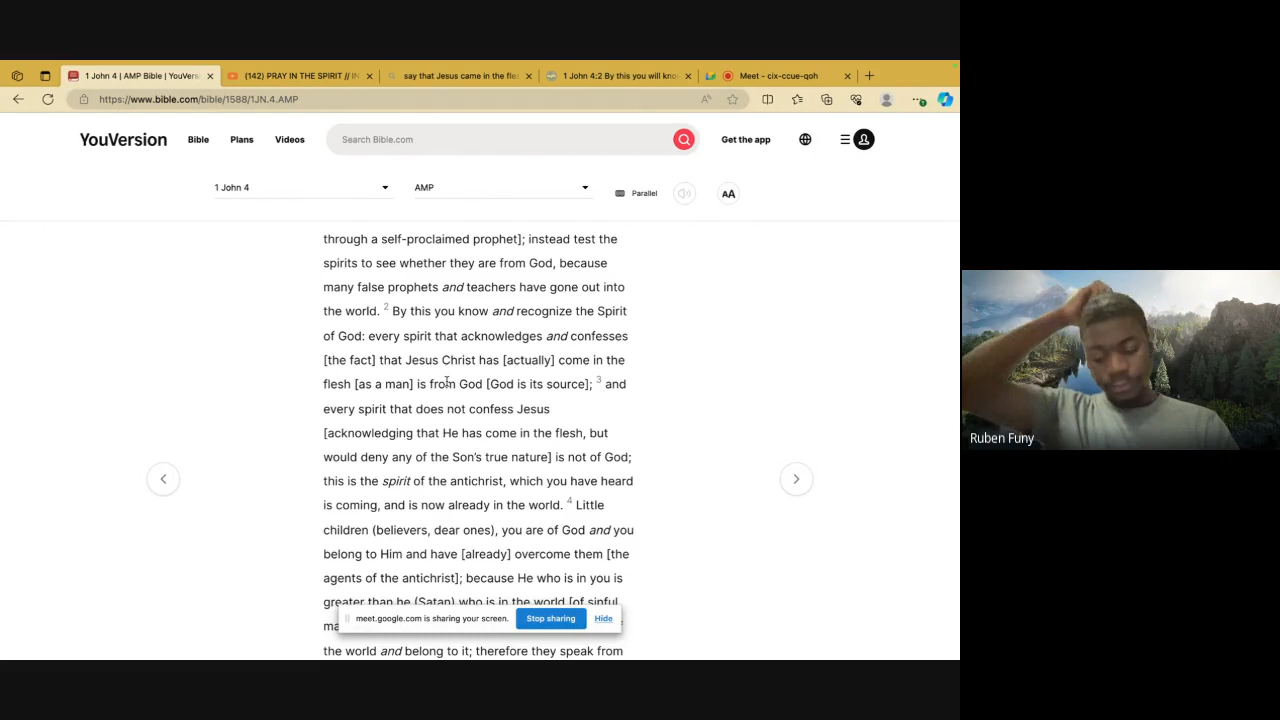 1 John 4 | AMP Bible | YouVers
(142) PRAY IN THE SPIRIT // IN
say that Jesus came in the fle
1 John 4:2 By this you will kno
Meet - cix-ccue-qoh
https://www.bible.com/bible/1588/1JN.4.AMP
YouVersion
Bible
Plans
Videos
Search Bible.com
Get the app
1 John 4
AMP
Parallel
AA
through a self-proclaimed prophet]; instead test the
spirits to see whether they are from God, because
many false prophets and teachers have gone out into
the world. 2 By this you know and recognize the Spirit
of God: every spirit that acknowledges and confesses
[the fact] that Jesus Christ has [actually] come in the
flesh [as a man] is from God [God is its source]; 3 and
every spirit that does not confess Jesus
[acknowledging that He has come in the flesh, but
would deny any of the Son’s true nature] is not of God;
this is the spirit of the antichrist, which you have heard
is coming, and is now already in the world. 4 Little
children (believers, dear ones), you are of God and you
belong to Him and have [already] overcome them [the
agents of the antichrist]; because He who is in you is
greater than he (Satan) who is in the world [of sinful
ma
meet.google.com is sharing your screen.
Stop sharing
Hide
the world and belong to it; therefore they speak from
Ruben Funy